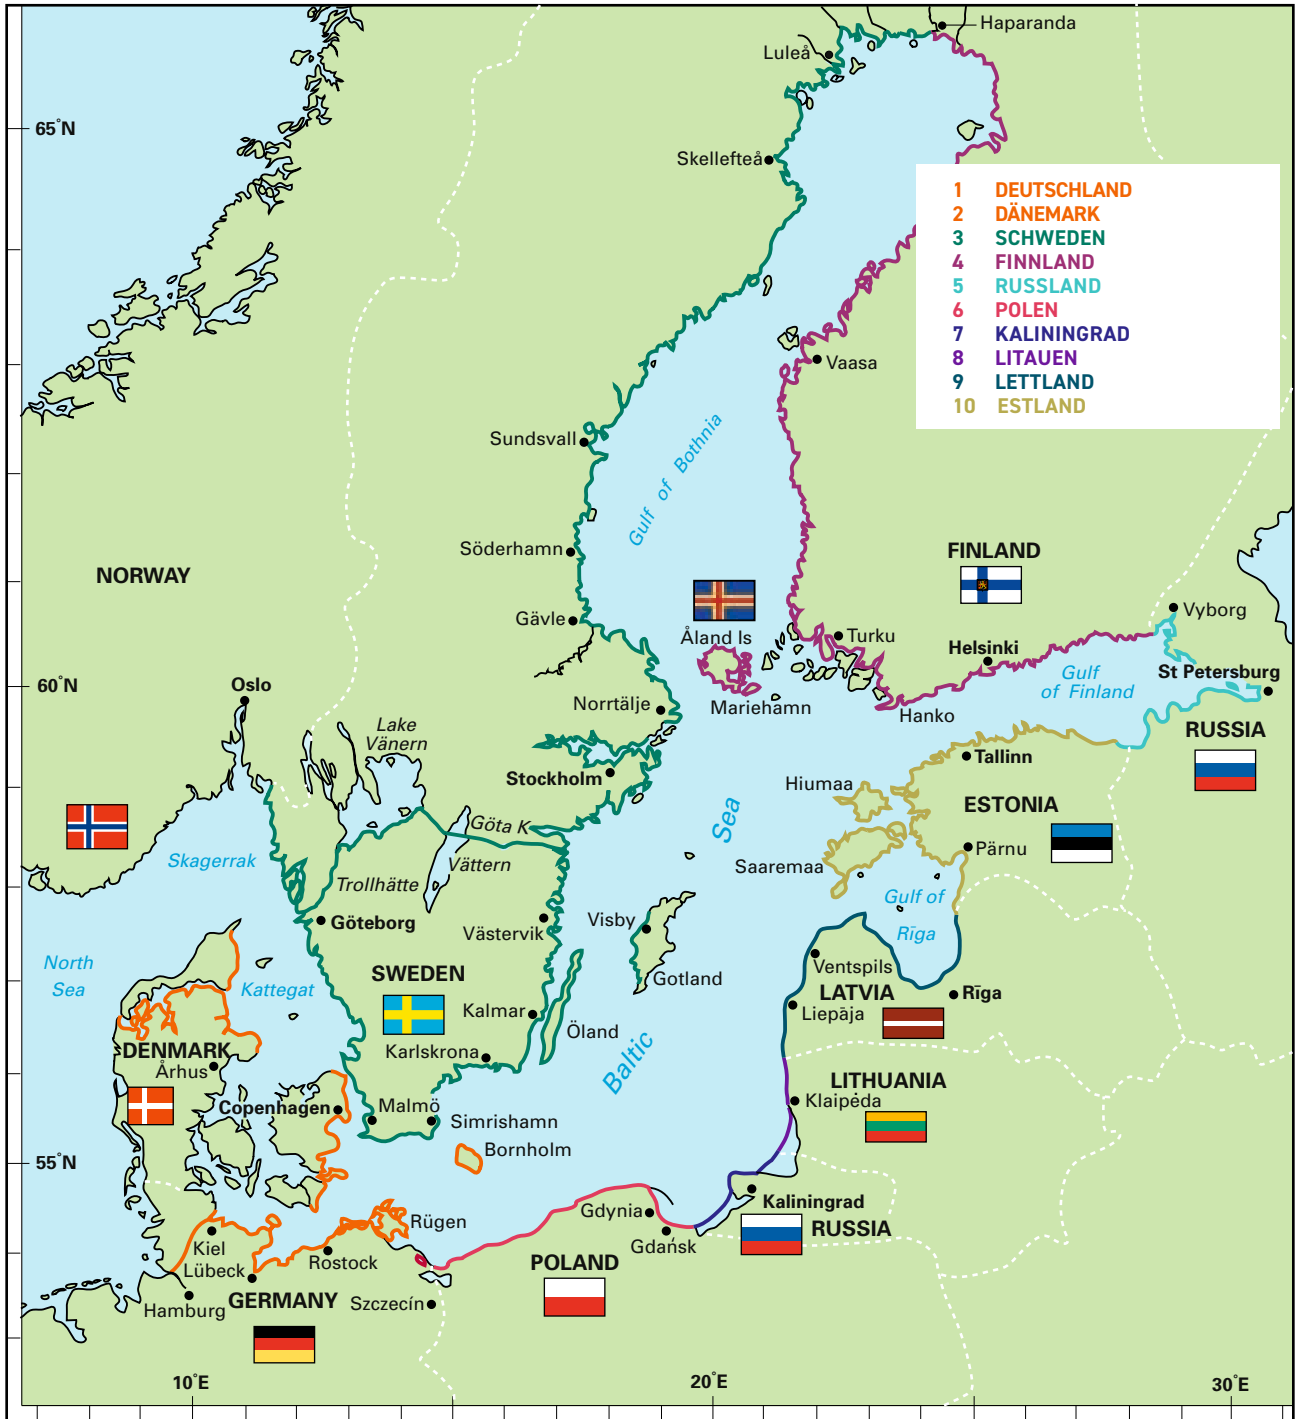 Haparanda
Luleå
65°N
Skellefteå
1 DEUTSCHLAND
2 DÄNEMARK
3 SCHWEDEN
4 FINNLAND
5 RUSSLAND
6 POLEN
7 KALININGRAD
8 LITAUEN
9 LETTLAND
10 ESTLAND
Vaasa
Sundsvall
Gulf of Bothnia
Söderhamn
FINLAND
NORWAY
Vyborg
Gävle
Åland Is
Turku
Helsinki
60°N
Oslo
Gulf
of Finland
St Petersburg
Norrtälje
Mariehamn
Hanko
Lake
Vänern
RUSSIA
Stockholm
Tallinn
Hiumaa
ESTONIA
Göta K
Sea
Skagerrak
Vättern
Pärnu
Trollhätte
Saaremaa
Gulf of
Rīga
Göteborg
Visby
Västervik
North
Sea
Kattegat
SWEDEN
Gotland
Ventspils
LATVIA
Rīga
Kalmar
Liepäja
Öland
DENMARK
Århus
Karlskrona
Baltic
LITHUANIA
Klaipėda
Copenhagen
Malmö
Simrishamn
Bornholm
55°N
Kaliningrad
RUSSIA
Gdynia
Rügen
Gdańsk
Kiel
Lübeck
Rostock
POLAND
Hamburg
GERMANY
Szczecín
10°E
20°E
30°E